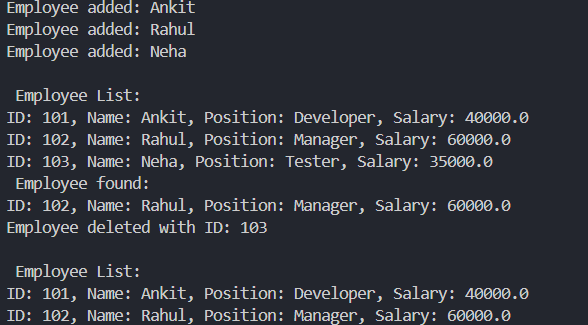 Employee added: Ankit
Employee added: Rahul
Employee added: Neha
Employee List:
ID: 101, Name: Ankit, Position: Developer, Salary: 40000.0
ID: 102, Name: Rahul, Position: Manager, Salary: 60000.0
ID: 103, Name: Neha, Position: Tester, Salary: 35000.0
Employee found:
ID: 102, Name: Rahul, Position: Manager, Salary: 60000.0
Employee deleted with ID: 103
Employee List:
ID: 101, Name: Ankit, Position: Developer, Salary: 40000.0
ID: 102, Name: Rahul, Position: Manager, Salary: 60000.0